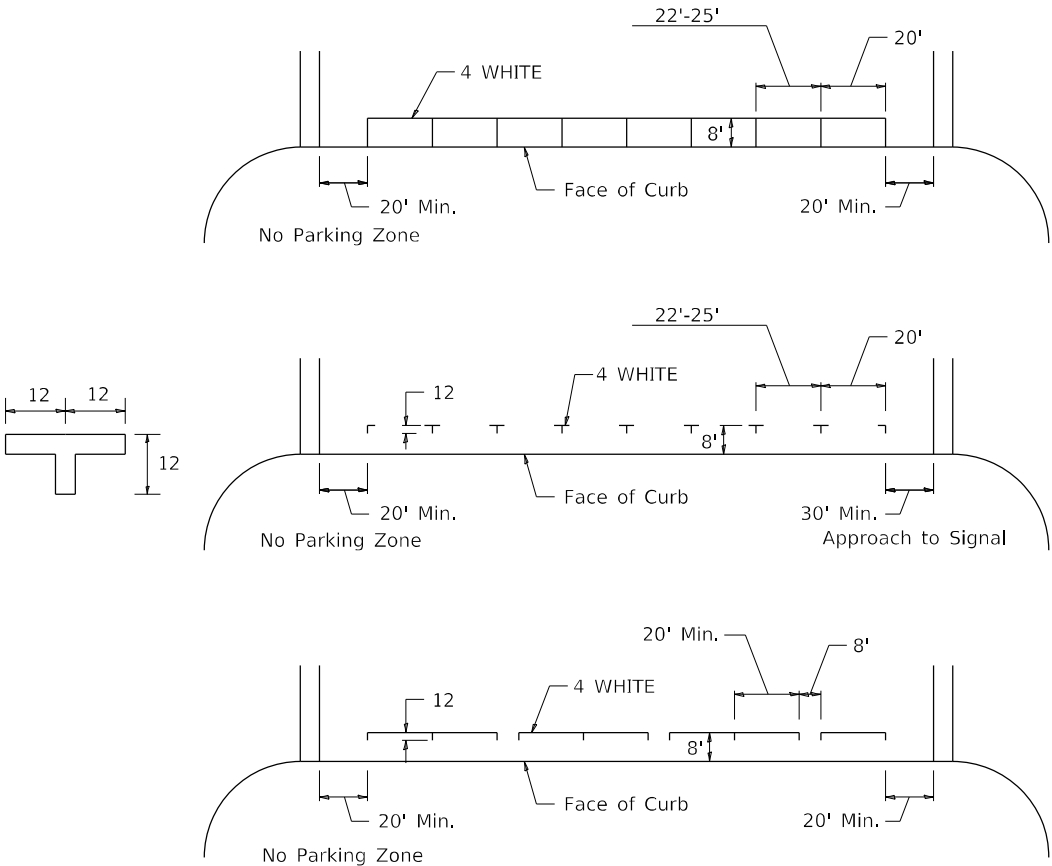 22'-25'
20'
4 WHITE
8'
Face of Curb
20' Min.
20' Min.
No Parking Zone
22'-25'
20'
12
4 WHITE
12 12
12
8'
Face of Curb
20' Min.
30' Min.
No Parking Zone
Approach to Signal
20' Min.
8'
12
4 WHITE
8'
Face of Curb
20' Min.
20' Min.
No Parking Zone